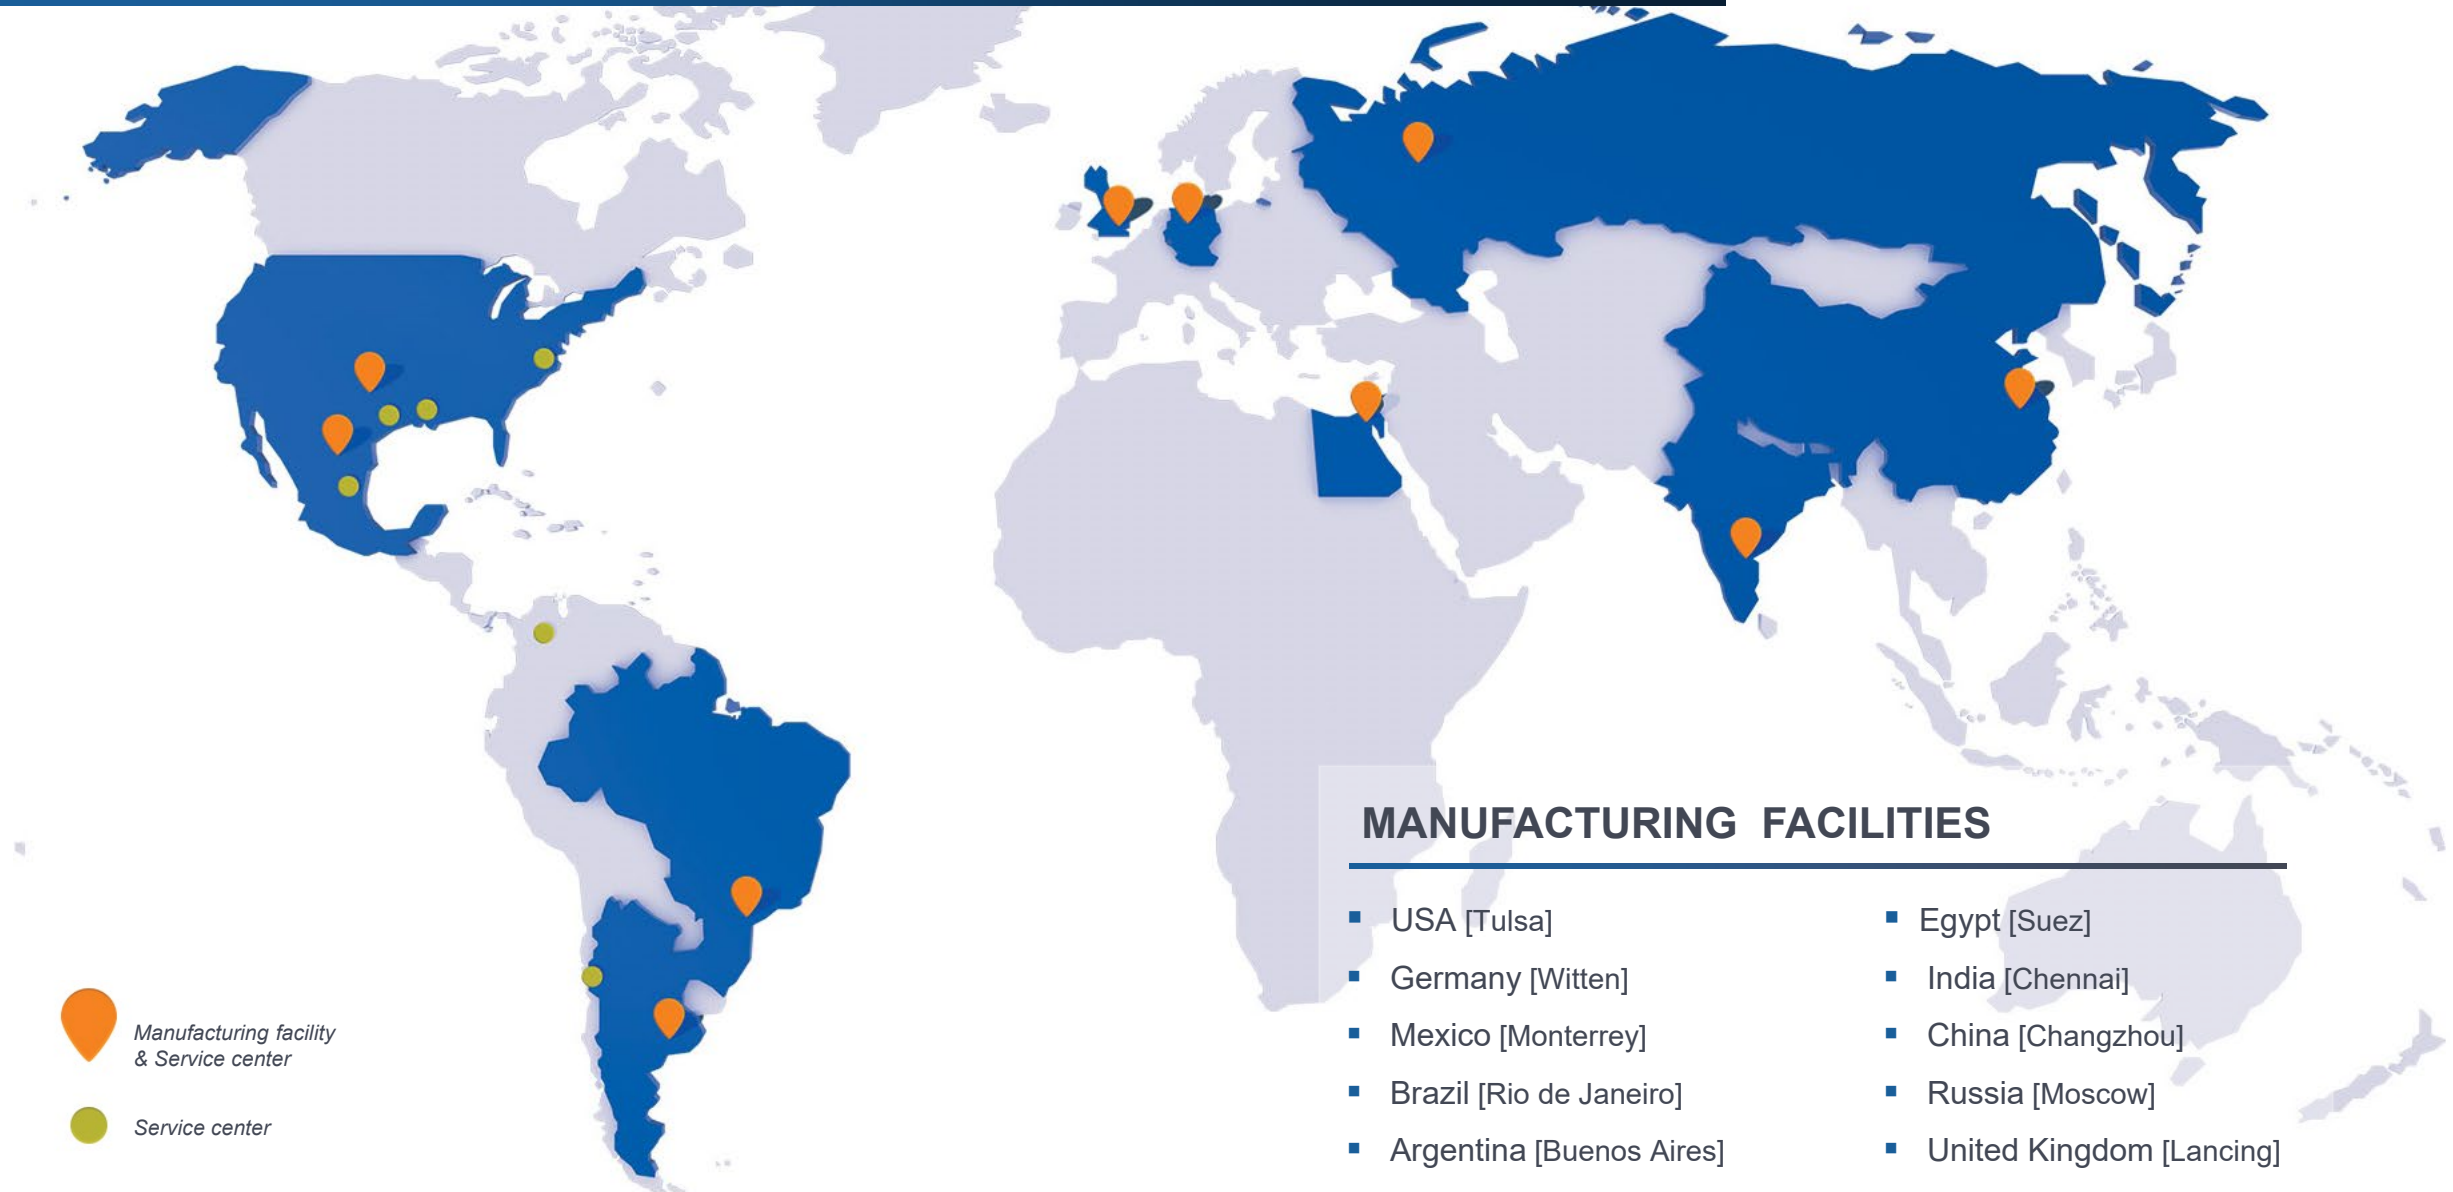 MANUFACTURING FACILITIES
USA [Tulsa]
Germany [Witten]
Mexico [Monterrey]
Brazil [Rio de Janeiro]
Argentina [Buenos Aires]
Egypt [Suez]
India [Chennai]
China [Changzhou]
Russia [Moscow]
United Kingdom [Lancing]
Manufacturing facility
& Service center
Service center